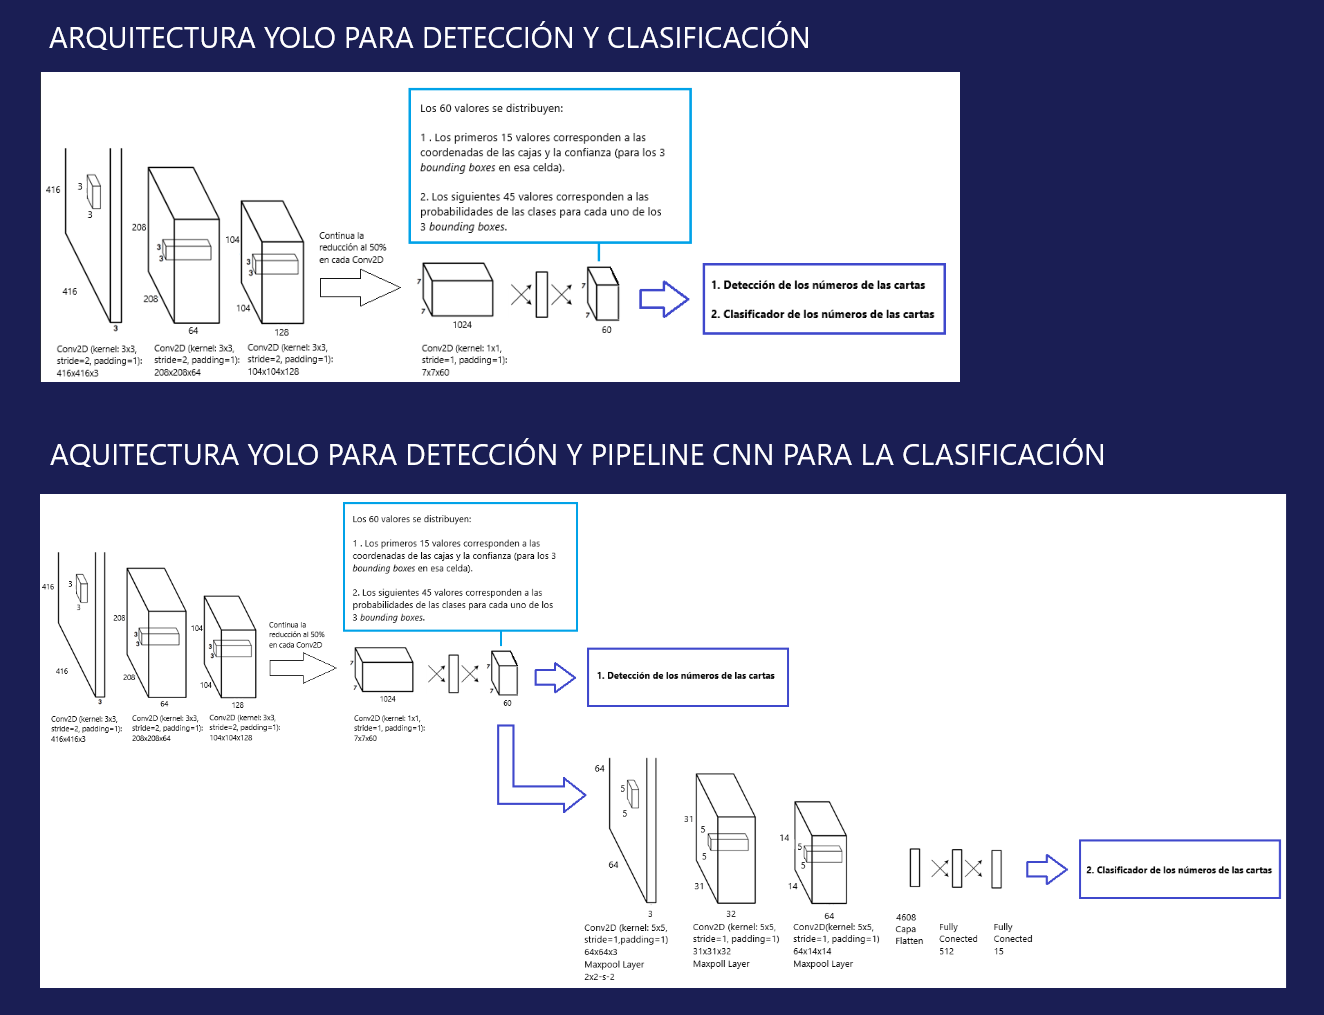 ARQUITECTURA YOLO PARA DETECCIÓN Y CLASIFICACIÓN
Los 60 valores se distribuyen:
1 . Los primeros 15 valores corresponden a las
coordenadas de las cajas y la confianza (para los 3
bounding boxes en esa celda).
2. Los siguientes 45 valores corresponden a las
probabilidades de las clases para cada uno de los
3 bounding boxes.
416
3
3
416
3
208
3
3
208
64
104
3
3
104
128
Continua la
reducción al 50%
en cada Conv2D
7
7
1024
7
7
60
1. Detección de los números de las cartas
2. Clasificador de los números de las cartas
Conv2D (kernel: 3x3,
stride=2, padding=1):
416x416x3
Conv2D (kernel: 3x3,
stride=2, padding=1):
208x208x64
Conv2D (kernel: 3x3,
stride=2, padding=1):
104x104x128
Conv2D (kernel: 1x1,
stride=1, padding=1):
7x7x60
AQUITECTURA YOLO PARA DETECCIÓN Y PIPELINE CNN PARA LA CLASIFICACIÓN
Los 60 valores se distribuyen:
1 . Los primeros 15 valores corresponden a las
coordenadas de las cajas y la confianza (para los 3
bounding boxes en esa celda).
2. Los siguientes 45 valores corresponden a las
probabilidades de las clases para cada uno de los
3 bounding boxes.
416
3
3
416
3
208
3
3
208
64
104
3
3
104
128
Continua la
reducción al 50%
en cada Conv2D
7
7
1024
7
7
60
1. Detección de los números de las cartas
Conv2D (kernel: 3x3,
stride=2, padding=1):
416x416x3
Conv2D (kernel: 3x3,
stride=2, padding=1):
208x208x64
Conv2D (kernel: 3x3,
stride=2, padding=1):
104x104x128
Conv2D (kernel: 1x1,
stride=1, padding=1):
7x7x60
64
5
5
64
3
31
5
5
31
32
14
5
5
14
64
2. Clasificador de los números de las cartas
Conv2D (kernel: 5x5,
stride=1,padding=1)
64x64x3
Maxpool Layer
2x2-s-2
Conv2D (kernel: 5x5,
stride=1, padding=1)
31x31x32
Maxpoll Layer
Conv2D(kernel: 5x5,
stride=1, padding=1)
64x14x14
Maxpool Layer
4608
Capa
Flatten
Fully
Conected
512
Fully
Conected
15